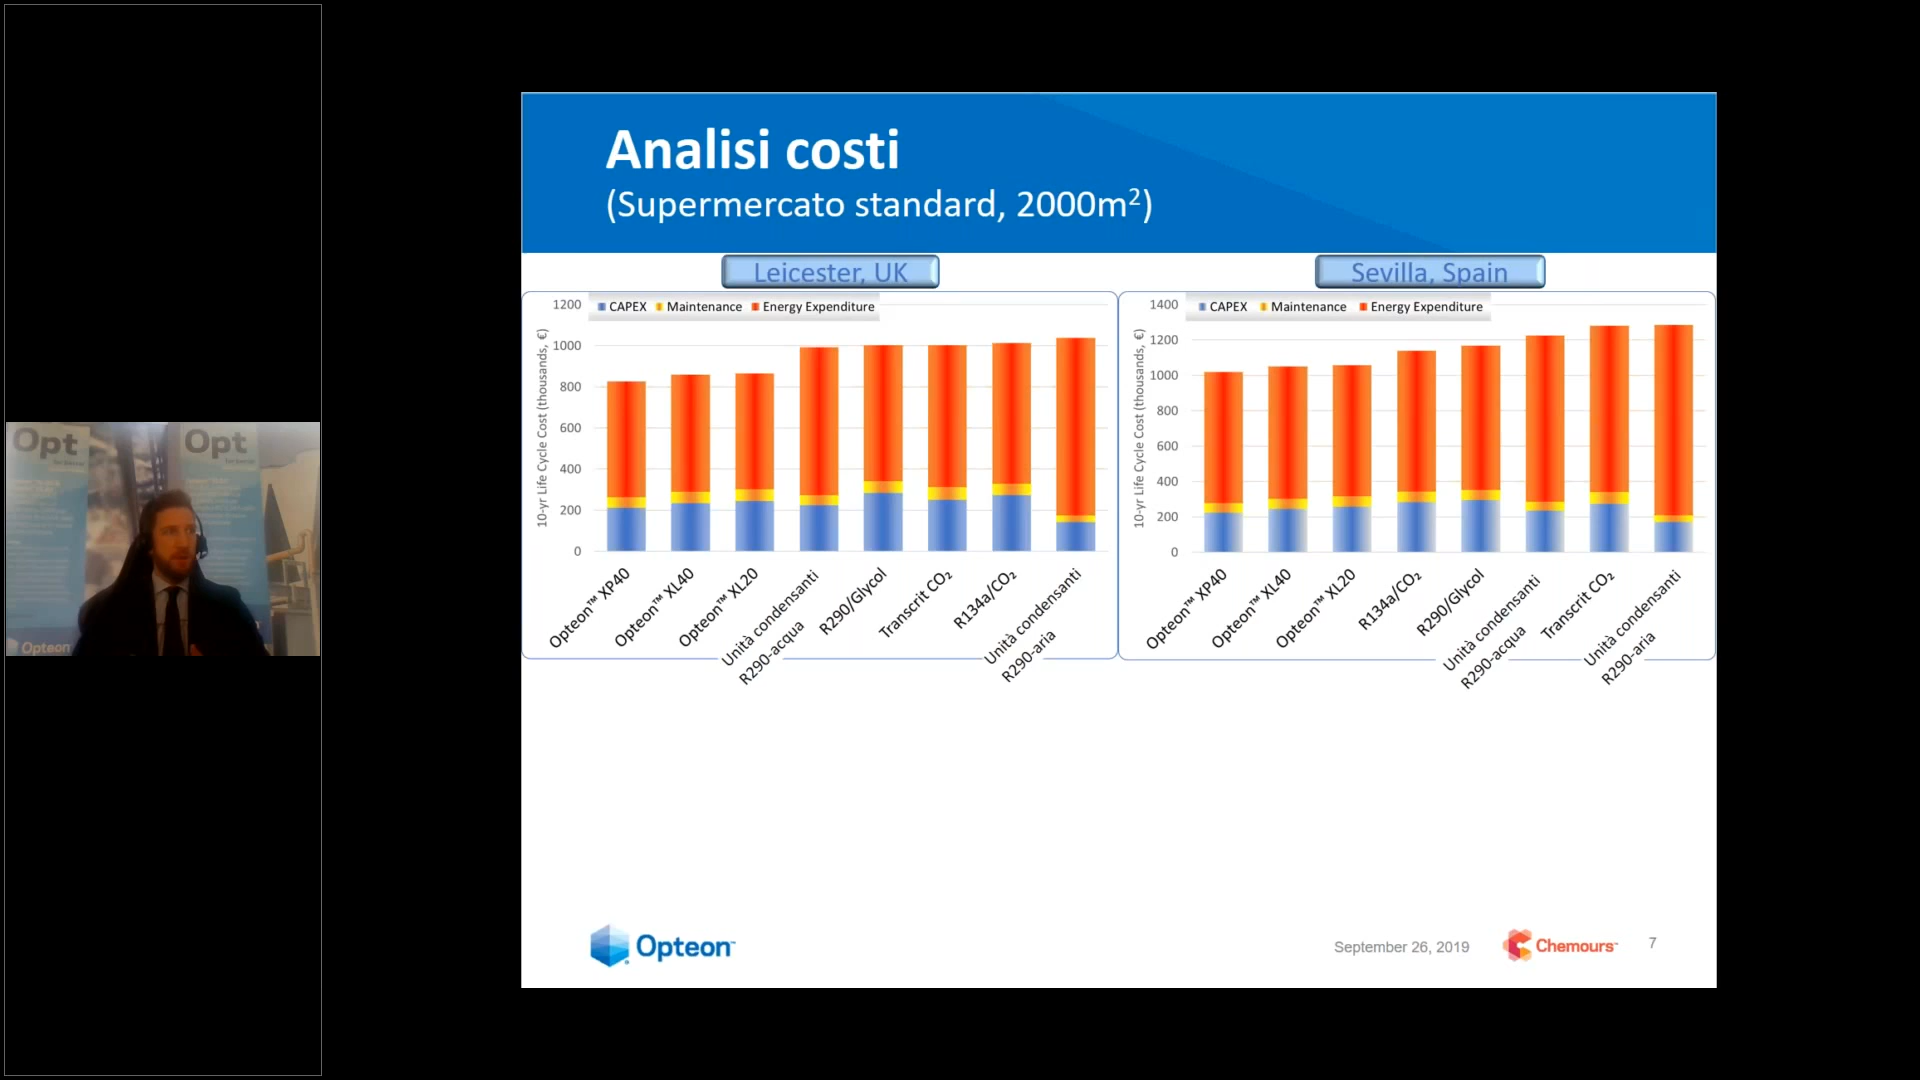 Opt
Opt
Opteon
Analisi costi
(Supermercato standard, 2000m²)
Leicester, UK
CAPEX Maintenance Energy Expenditure
10-yr Life Cycle Cost (thousands, €)
1200
1000
800
600
400
200
0
Opteon™ XP40
Opteon™ XL40
Opteon™ XL20
Unità condensanti
R290-acqua
R290/Glycol
Transcrit CO₂
R134a/CO₂
Unità condensanti
R290-aria
Sevilla, Spain
CAPEX Maintenance Energy Expenditure
10-yr Life Cycle Cost (thousands, €)
1400
1200
1000
800
600
400
200
0
Opteon™ XP40
Opteon™ XL40
Opteon™ XL20
R134a/CO₂
R290/Glycol
Unità condensanti
R290-acqua
Transcrit CO₂
Unità condensanti
R290-aria
Opteon™
September 26, 2019
Chemours™
7